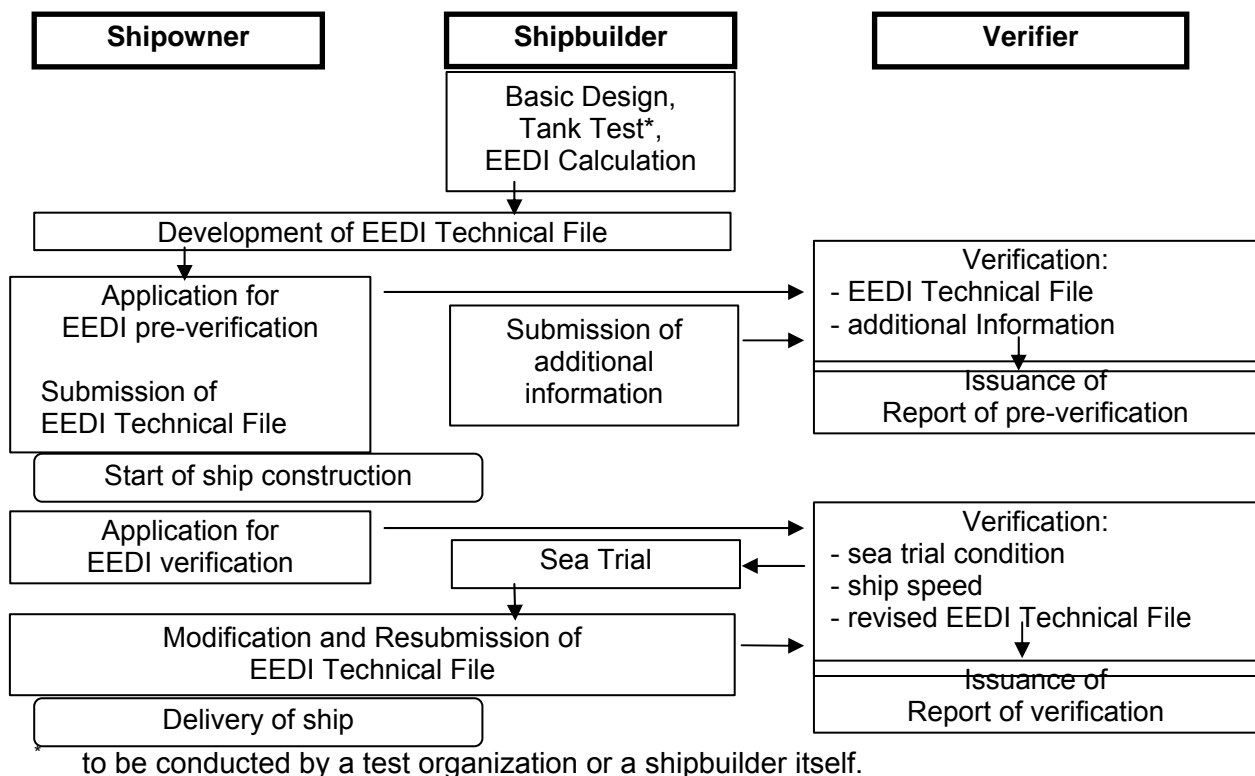 Shipowner
Shipbuilder
Verifier
Basic Design,
Tank Test*,
EEDI Calculation
Development of EEDI Technical File
Application for
EEDI pre-verification
Submission of
EEDI Technical File
Submission of
additional
information
Verification:
- EEDI Technical File
- additional Information
Issuance of
Report of pre-verification
Start of ship construction
Application for
EEDI verification
Sea Trial
Verification:
- sea trial condition
- ship speed
- revised EEDI Technical File
Modification and Resubmission of
EEDI Technical File
Issuance of
Report of verification
Delivery of ship
* to be conducted by a test organization or a shipbuilder itself.